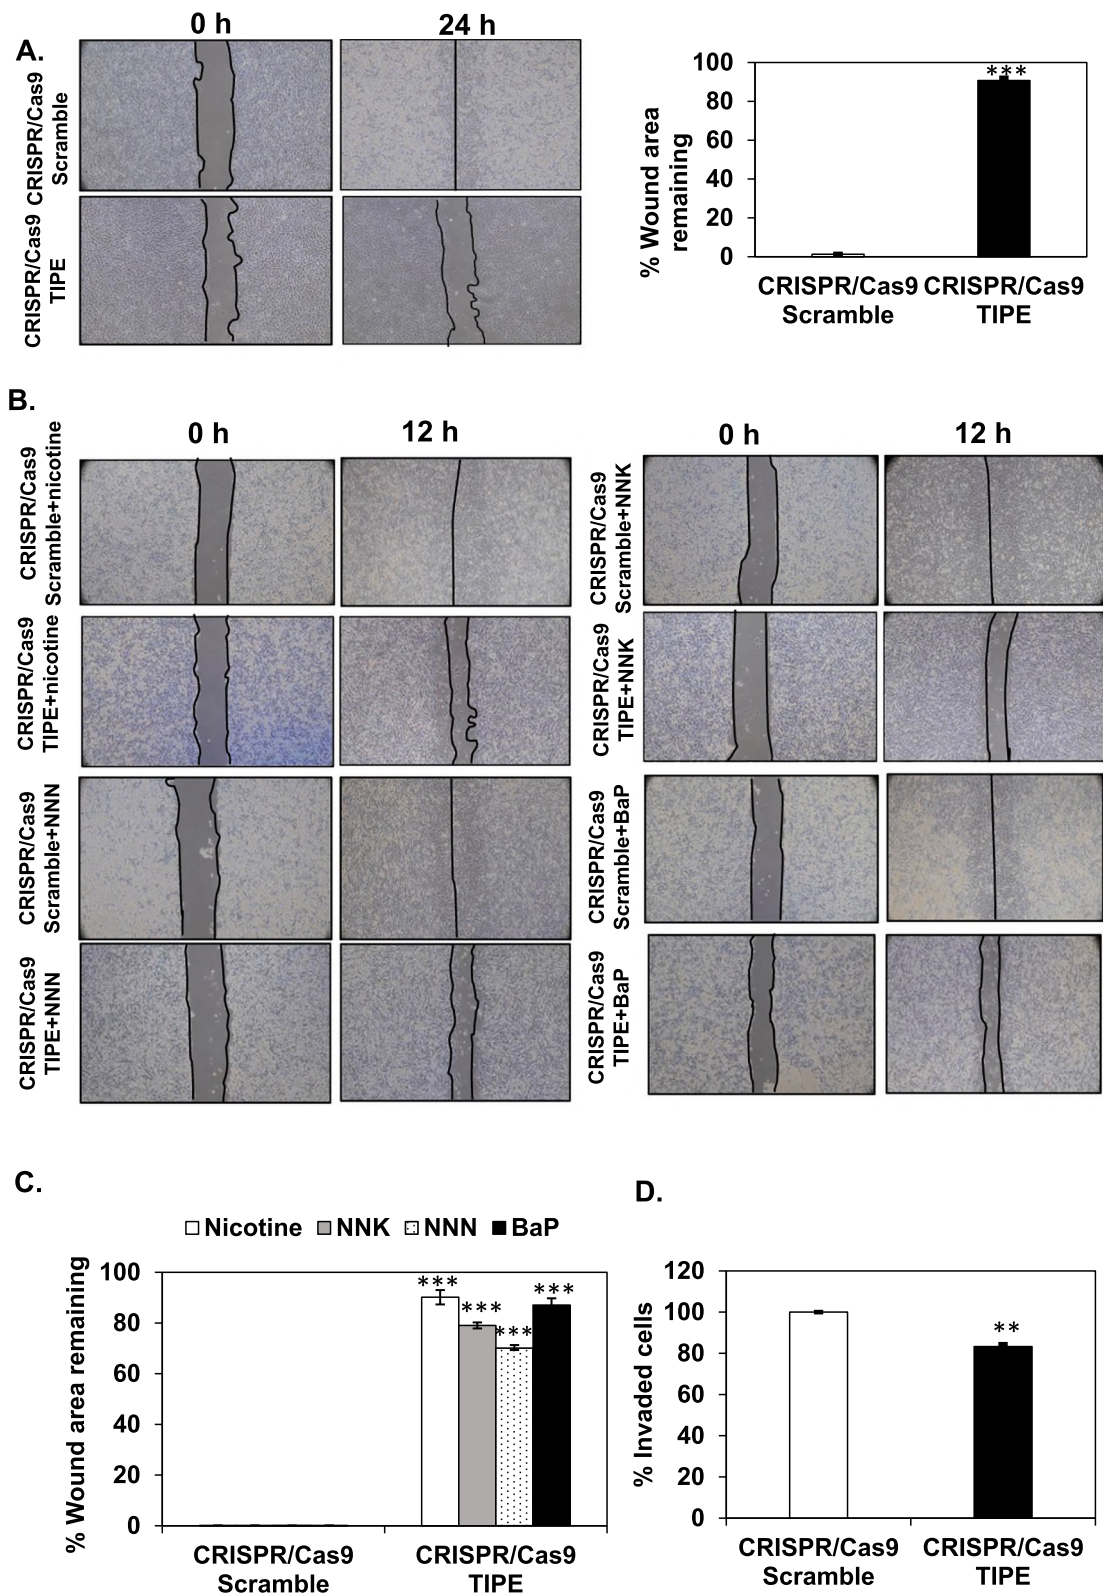 A.
0 h
24 h
CRISPR/Cas9
Scramble
CRISPR/Cas9
TIPE
% Wound area
remaining
100
80
60
40
20
0
***
CRISPR/Cas9
Scramble
CRISPR/Cas9
TIPE
B.
0 h
12 h
0 h
12 h
CRISPR/Cas9
Scramble+nicotine
CRISPR/Cas9
Scramble+NNK
CRISPR/Cas9
TIPE+nicotine
CRISPR/Cas9
TIPE+NNK
CRISPR/Cas9
Scramble+NNN
CRISPR/Cas9
Scramble+BaP
CRISPR/Cas9
TIPE+NNN
CRISPR/Cas9
TIPE+BaP
C.
Nicotine NNK NNN BaP
% Wound area remaining
100
80
60
40
20
0
***
***
***
***
CRISPR/Cas9
Scramble
CRISPR/Cas9
TIPE
D.
% Invaded cells
120
100
80
60
40
20
0
**
CRISPR/Cas9
Scramble
CRISPR/Cas9
TIPE